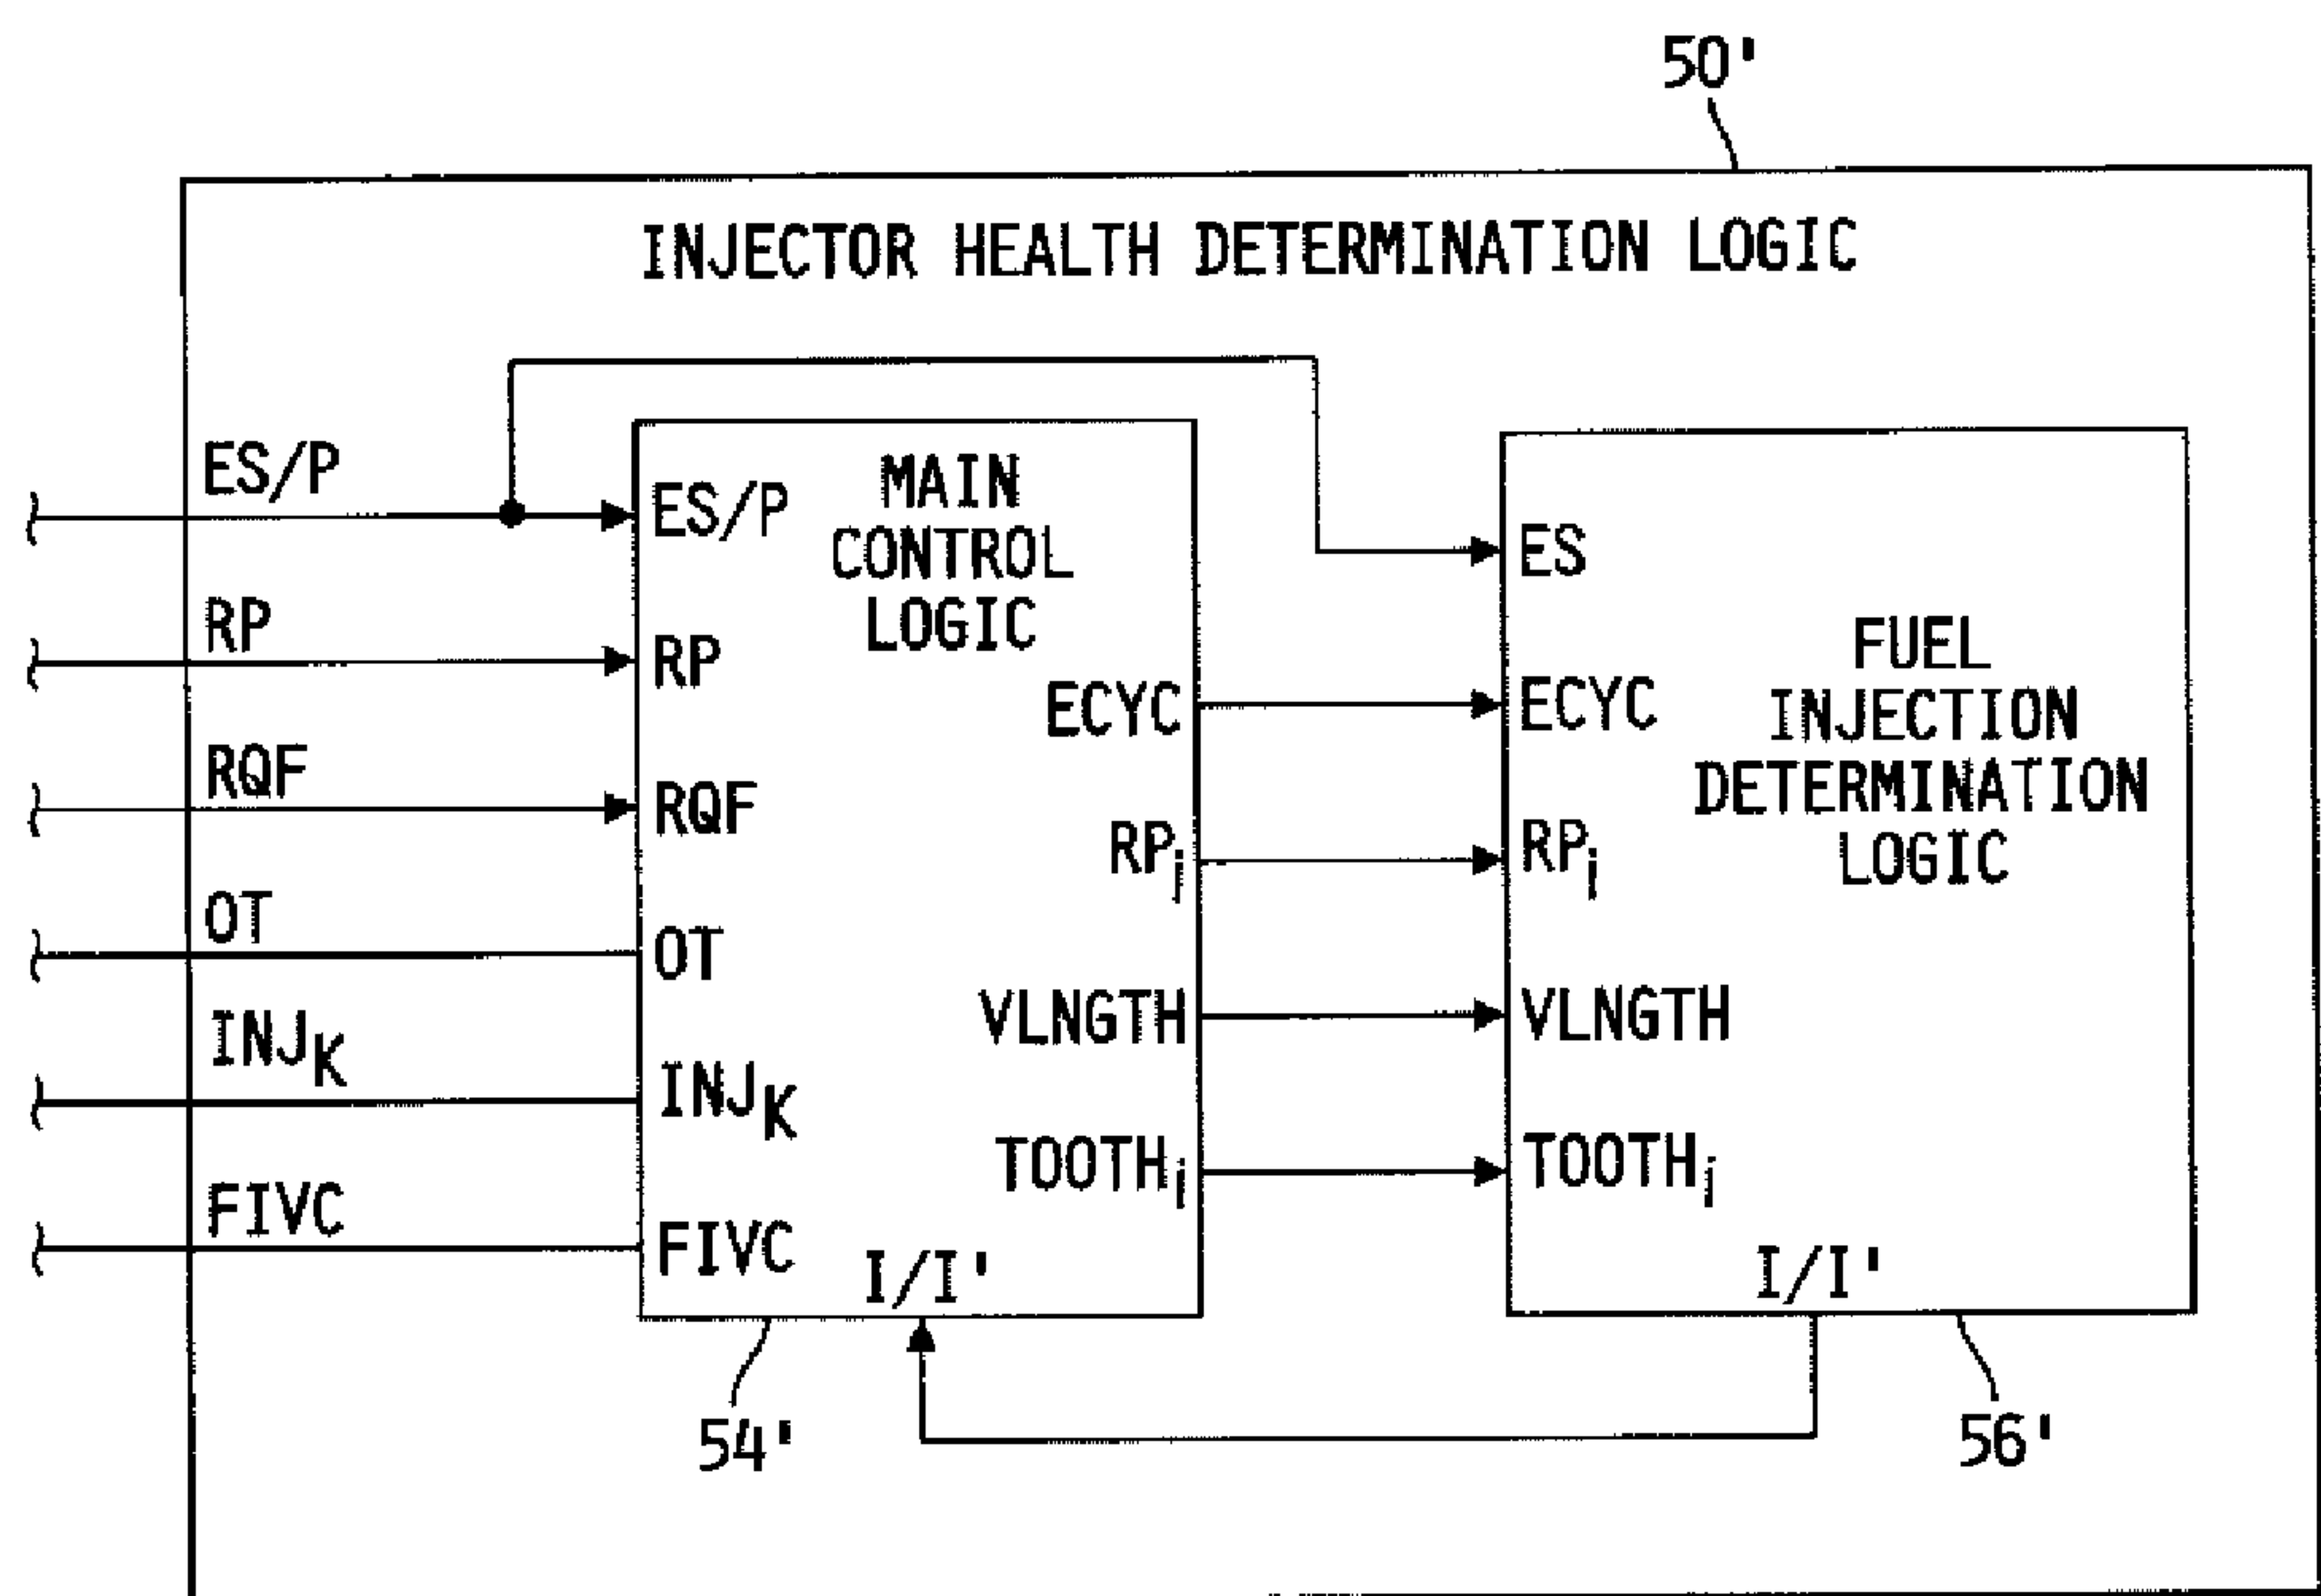 50'
INJECTOR HEALTH DETERMINATION LOGIC
ES/P
RP
RQF
OT
INJK
FIVC
MAIN
CONTROL
LOGIC
ES/P
RP
RQF
OT
INJK
FIVC
ECYC
RPi
VLNGTH
TOOTHi
I/I'
54'
FUEL
INJECTION
DETERMINATION
LOGIC
ES
ECYC
RPi
VLNGTH
TOOTHi
I/I'
56'